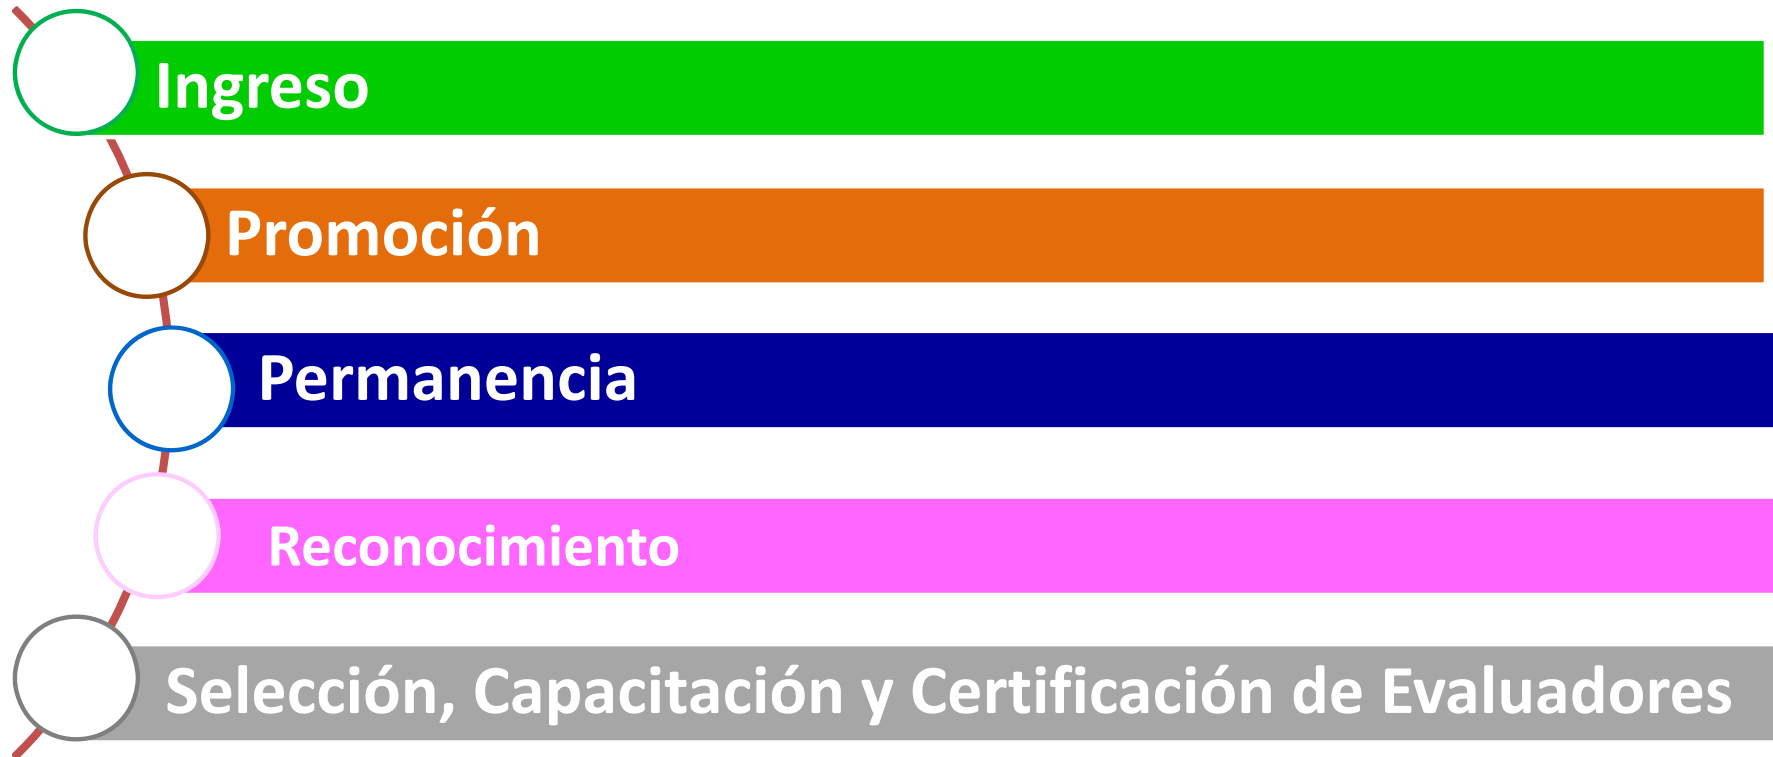 Ingreso
Promoción
Permanencia
Reconocimiento
Selección, Capacitación y Certificación de Evaluadores